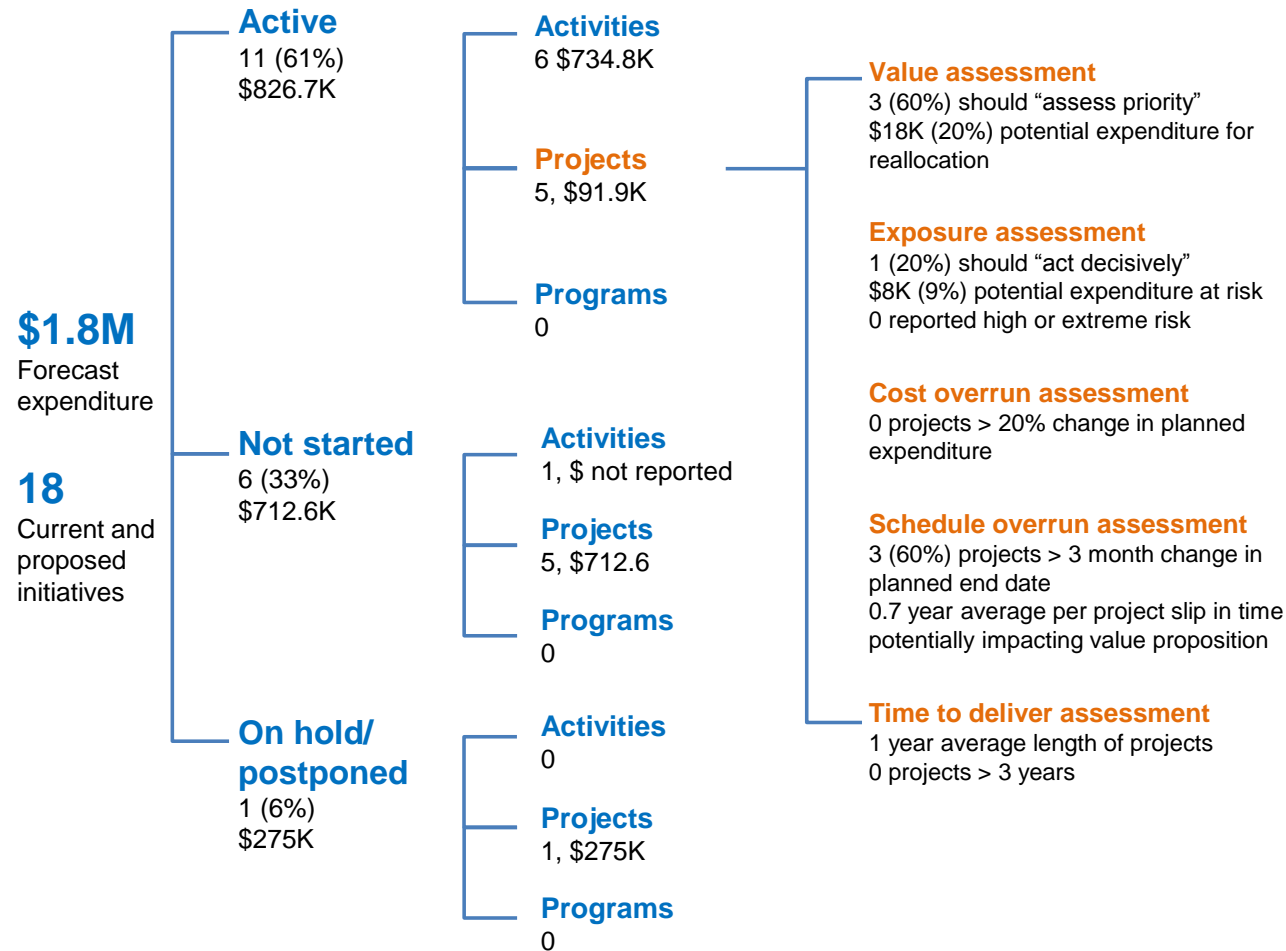 $1.8M
Forecast
expenditure
18
Current and
proposed
initiatives
Active
11 (61%)
$826.7K
Activities
6 $734.8K
Projects
5, $91.9K
Programs
0
Value assessment
3 (60%) should “assess priority”
$18K (20%) potential expenditure for
reallocation
Exposure assessment
1 (20%) should “act decisively”
$8K (9%) potential expenditure at risk
0 reported high or extreme risk
Cost overrun assessment
0 projects > 20% change in planned
expenditure
Schedule overrun assessment
3 (60%) projects > 3 month change in
planned end date
0.7 year average per project slip in time
potentially impacting value proposition
Time to deliver assessment
1 year average length of projects
0 projects > 3 years
Not started
6 (33%)
$712.6K
Activities
1, $ not reported
Projects
5, $712.6
Programs
0
On hold/
postponed
1 (6%)
$275K
Activities
0
Projects
1, $275K
Programs
0